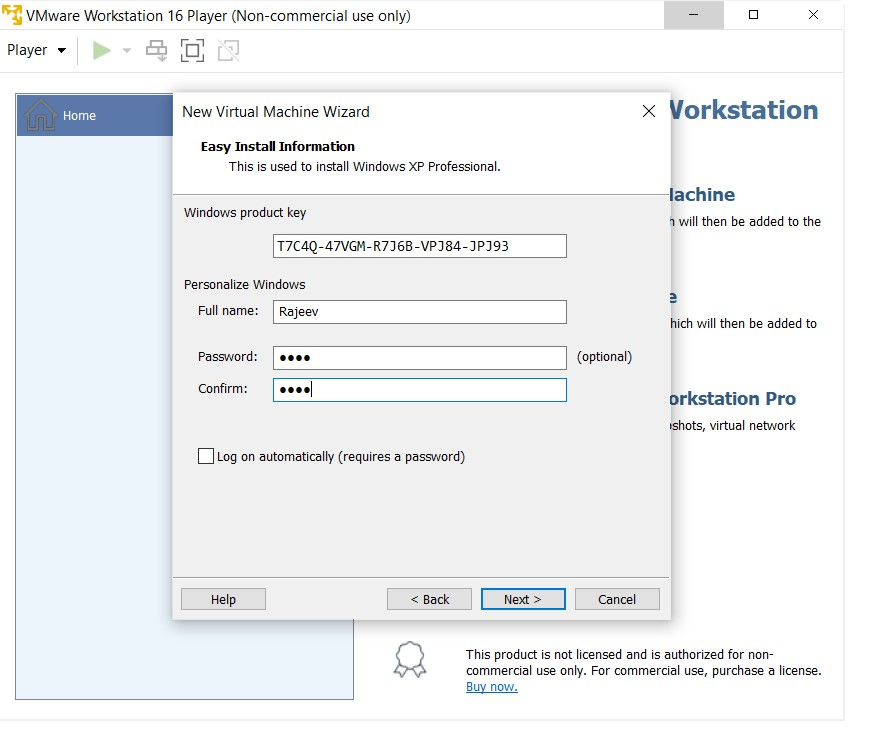 VMware Workstation 16 Player (Non-commercial use only)
Player
Home
New Virtual Machine Wizard
Easy Install Information
This is used to install Windows XP Professional.
Windows product key
T7C4Q-47VGM-R7J6B-VPJ84-JPJ93
Personalize Windows
Full name: Rajeev
Password: ●●●● (optional)
Confirm: ●●●●
Log on automatically (requires a password)
Help < Back Next > Cancel
Workstation
achine
will then be added to the
hich will then be added to
orkstation Pro
shots, virtual network
This product is not licensed and is authorized for non-
commercial use only. For commercial use, purchase a license.
Buy now.